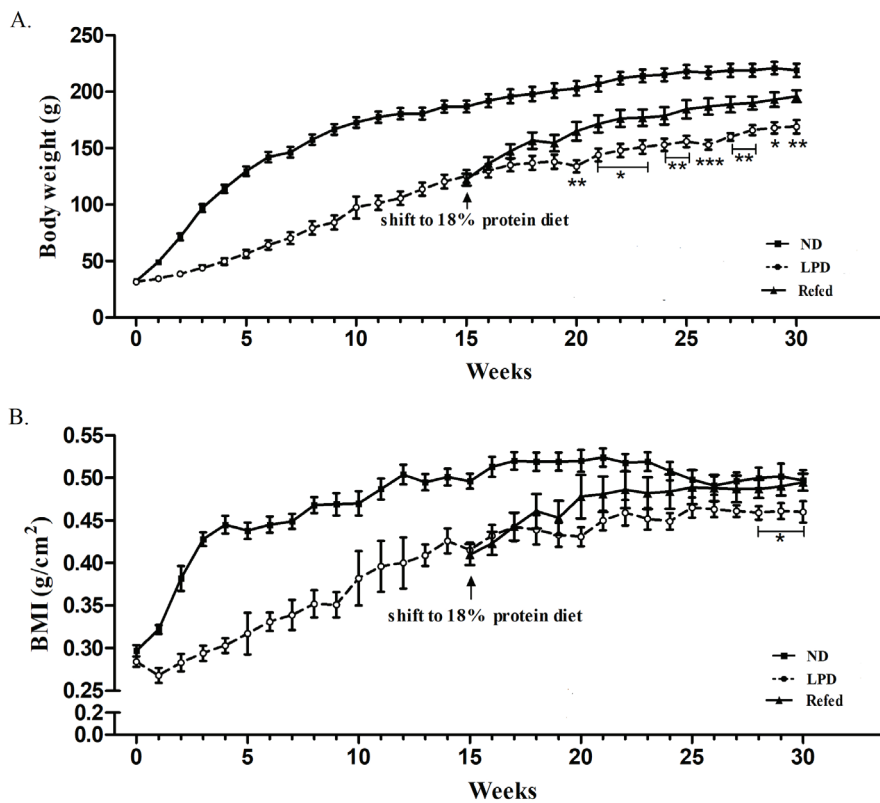 A.
Body weight (g)
250
200
150
100
50
0
shift to 18% protein diet
** * ** *** ** * **
ND
LPD
Refed
0 5 10 15 20 25 30
Weeks
B.
BMI (g/cm²)
0.55
0.50
0.45
0.40
0.35
0.30
0.25
0.2
0.0
shift to 18% protein diet
*
ND
LPD
Refed
0 5 10 15 20 25 30
Weeks